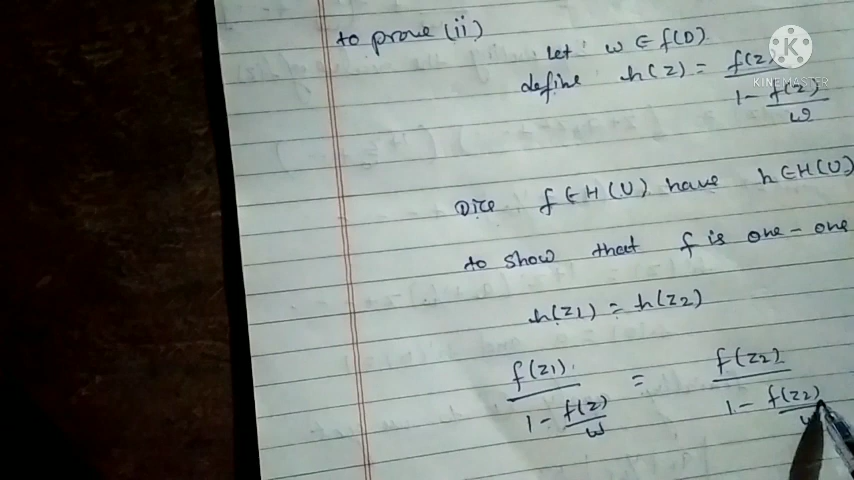 to prove (ii)
let w ∈ f(D)
define h(z) = f(z) / (1 - f(z)/w)
KINEMASTER
f ∈ H(U) have h ∈ H(U)
to show that f is one-one
h(z1) = h(z2)
f(z1) / (1 - f(z)/w) = f(z2) / (1 - f(z2)/w)